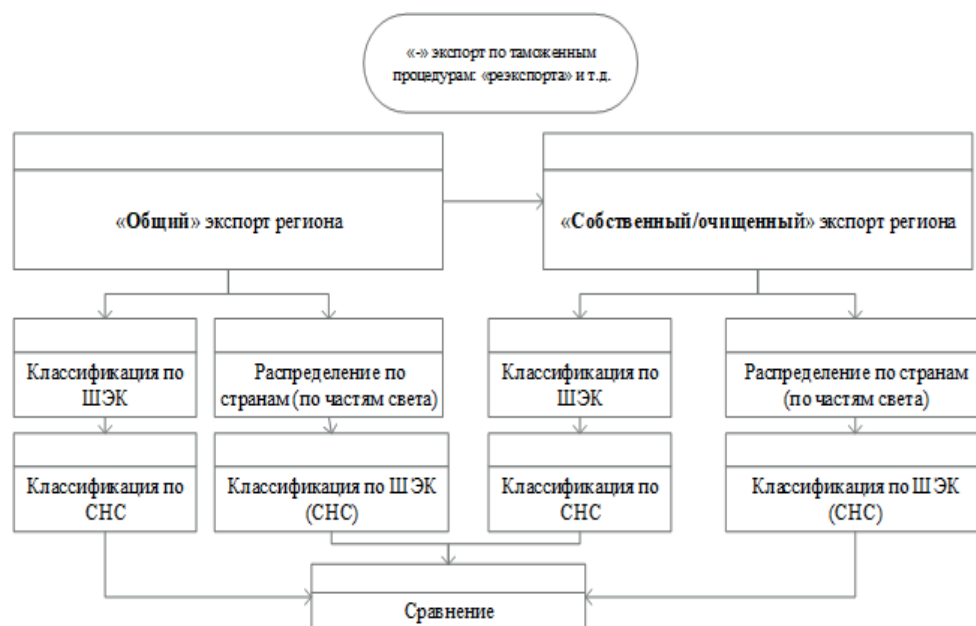 «-» экспорт по таможенным
процедурам: «реэкспорта» и т.д.
«Общий» экспорт региона
«Собственный/очищенный» экспорт региона
Классификация по
ШЭК
Распределение по
странам (по частям света)
Классификация по
ШЭК
Распределение по странам
(по частям света)
Классификация по
СНС
Классификация по ШЭК
(СНС)
Классификация по
СНС
Классификация по ШЭК
(СНС)
Сравнение